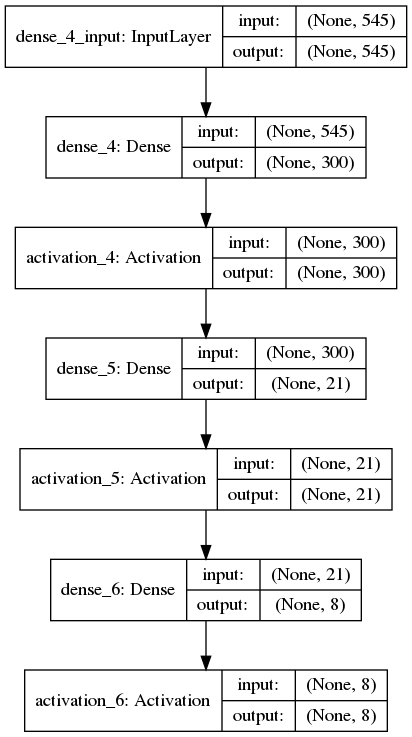 dense_4_input: InputLayer
input: (None, 545)
output: (None, 545)
dense_4: Dense
input: (None, 545)
output: (None, 300)
activation_4: Activation
input: (None, 300)
output: (None, 300)
dense_5: Dense
input: (None, 300)
output: (None, 21)
activation_5: Activation
input: (None, 21)
output: (None, 21)
dense_6: Dense
input: (None, 21)
output: (None, 8)
activation_6: Activation
input: (None, 8)
output: (None, 8)